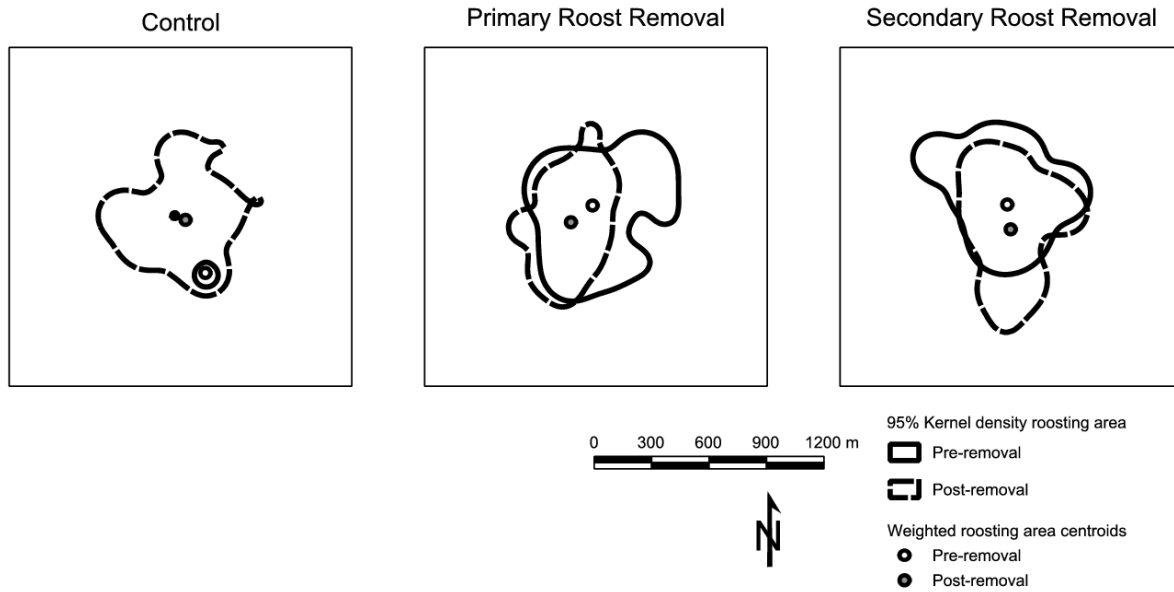 Control
Primary Roost Removal
Secondary Roost Removal
0 300 600 900 1200 m
N
95% Kernel density roosting area
Pre-removal
Post-removal
Weighted roosting area centroids
Pre-removal
Post-removal